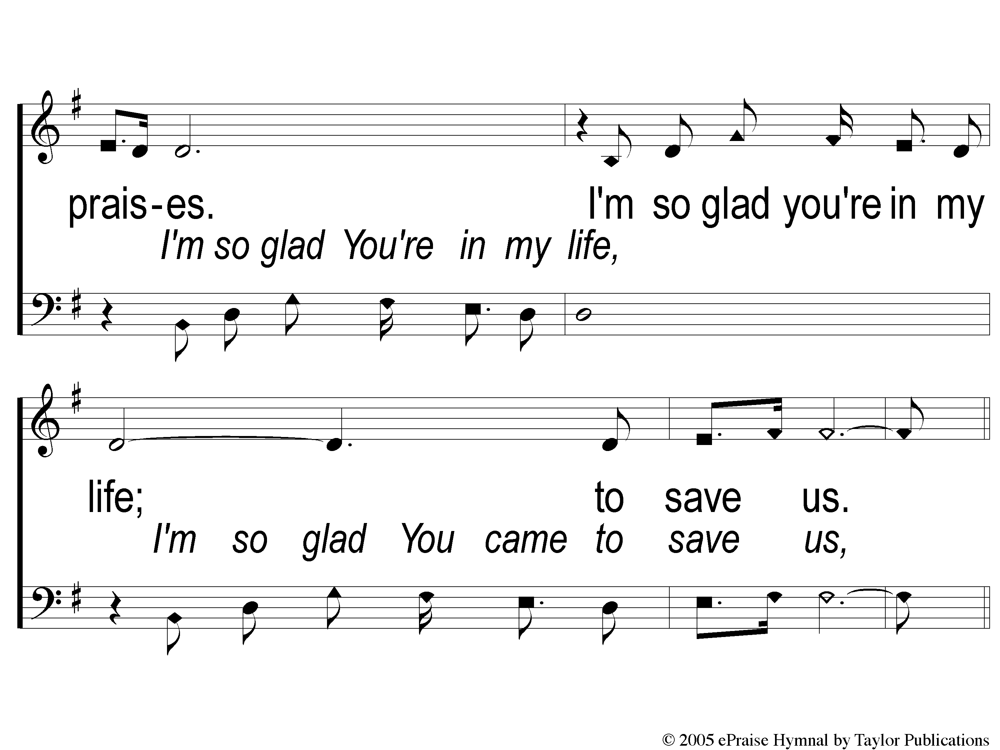 prais-es. I'm so glad you're in my
I'm so glad You're in my life,
life; to save us.
I'm so glad You came to save us,
© 2005 ePraise Hymnal by Taylor Publications